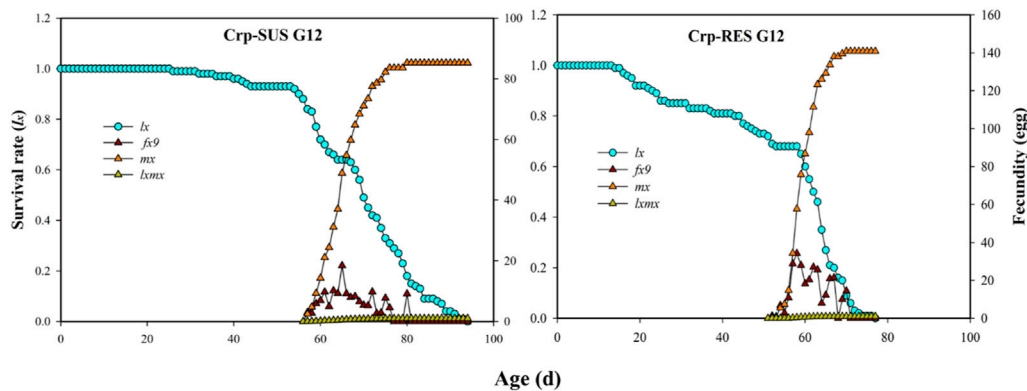 Crp-SUS G12
Survival rate (lx)
1.2
1.0
0.8
0.6
0.4
0.2
0.0
lx
fx9
mx
lxmx
100
80
60
40
20
0
0 20 40 60 80 100
Crp-RES G12
1.2
1.0
0.8
0.6
0.4
0.2
0.0
lx
fx9
mx
lxmx
160
140
120
100
80
60
40
20
0
Fecundity (egg)
0 20 40 60 80 100
Age (d)